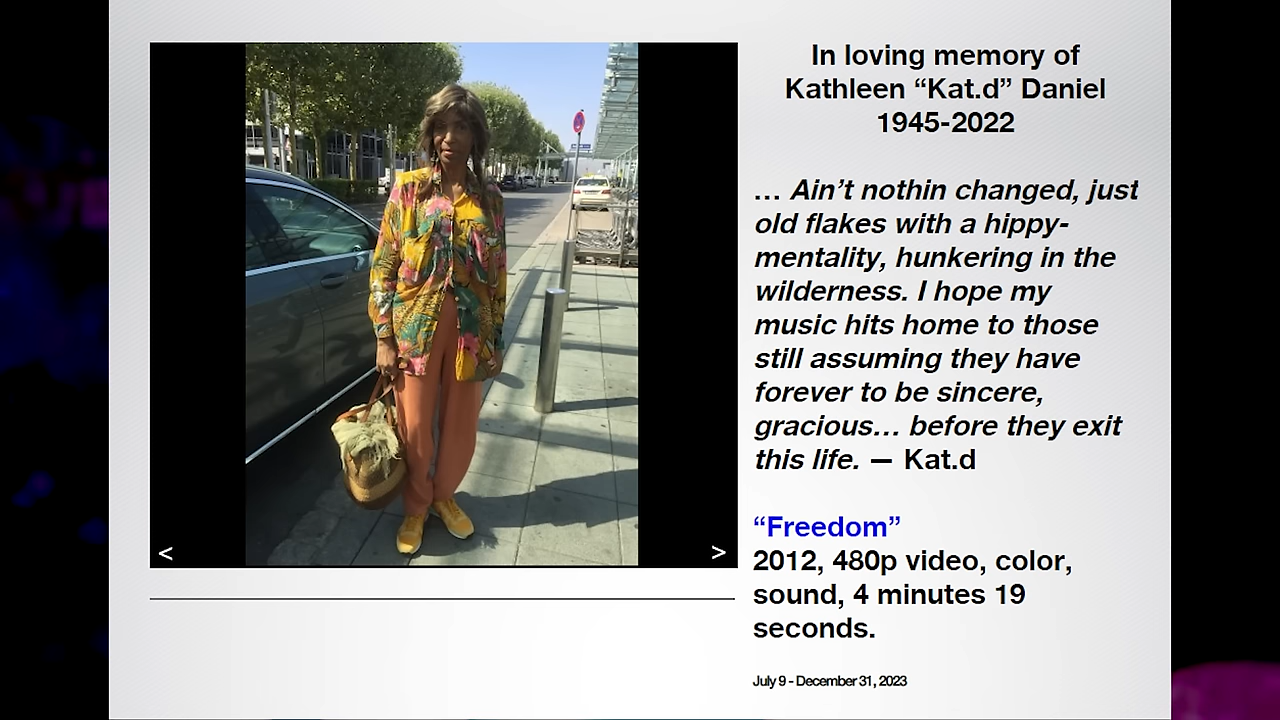 In loving memory of
Kathleen “Kat.d” Daniel
1945-2022
… Ain’t nothin changed, just
old flakes with a hippy-
mentality, hunkering in the
wilderness. I hope my
music hits home to those
still assuming they have
forever to be sincere,
gracious… before they exit
this life. — Kat.d
“Freedom”
2012, 480p video, color,
sound, 4 minutes 19
seconds.
July 9 - December 31, 2023
< >